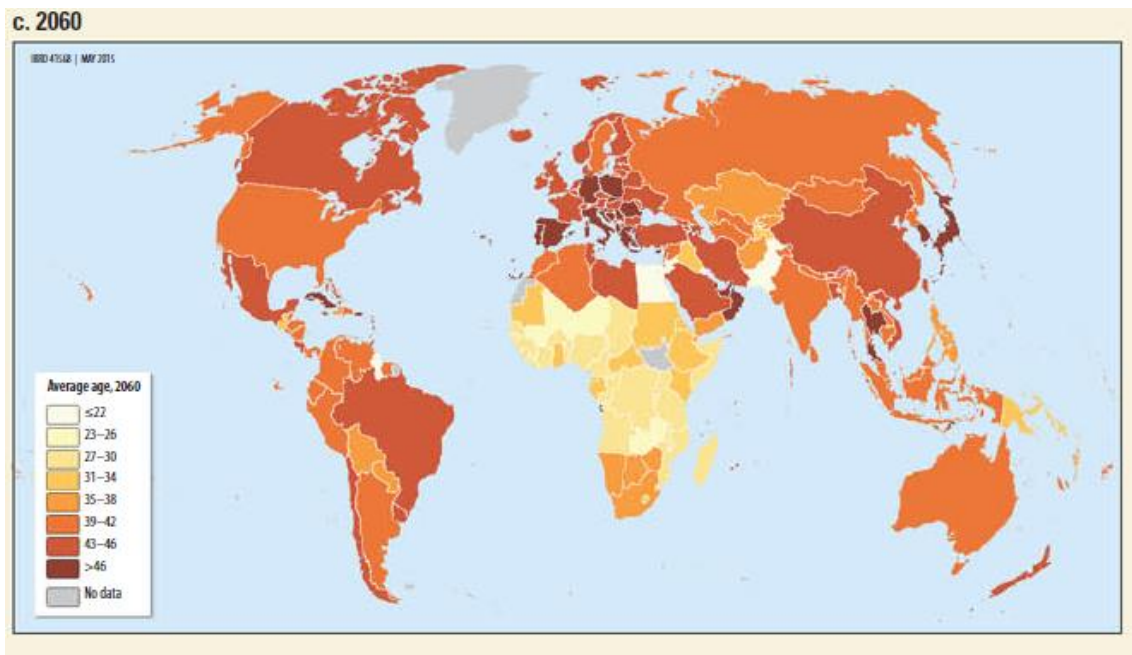 c. 2060
IBRD 41568 | MAY 2015
Average age, 2060
≤22
23–26
27–30
31–34
35–38
39–42
43–46
>46
No data